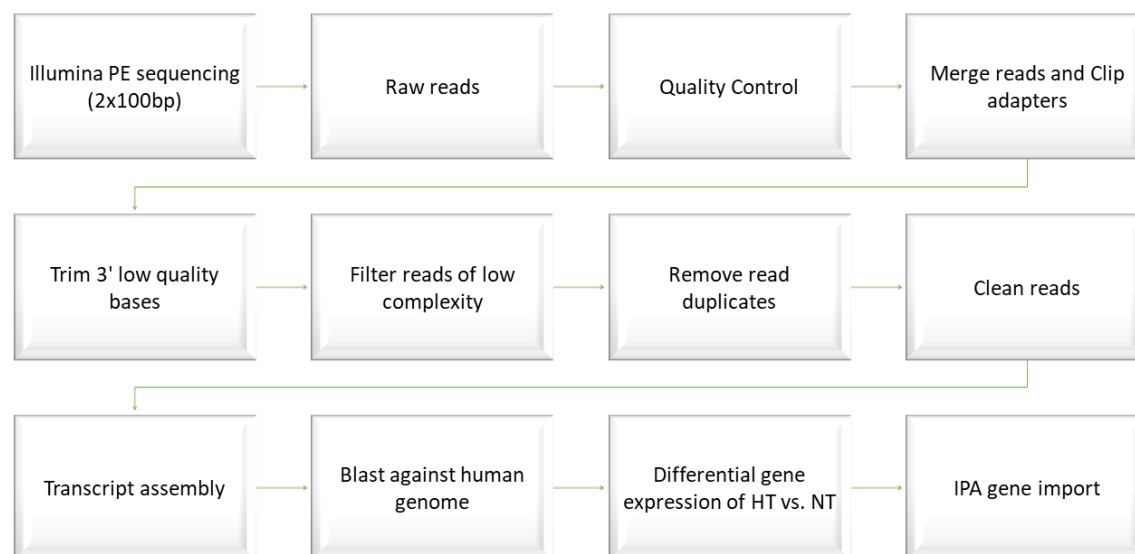 Illumina PE sequencing
(2x100bp)
Raw reads
Quality Control
Merge reads and Clip
adapters
Trim 3' low quality
bases
Filter reads of low
complexity
Remove read
duplicates
Clean reads
Transcript assembly
Blast against human
genome
Differential gene
expression of HT vs. NT
IPA gene import